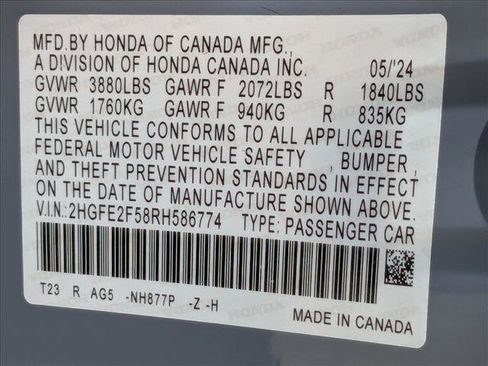 MFD.BY HONDA OF CANADA MFG.,
A DIVISION OF HONDA CANADA INC. 05/'24
GVWR 3880LBS GAWR F 2072LBS R 1840LBS
GVWR 1760KG GAWR F 940KG R 835KG
THIS VEHICLE CONFORMS TO ALL APPLICABLE
FEDERAL MOTOR VEHICLE SAFETY , BUMPER ,
AND THEFT PREVENTION STANDARDS IN EFFECT
ON THE DATE OF MANUFACTURE SHOWN ABOVE.
V.I.N.:2HGFE2F58RH586774 TYPE: PASSENGER CAR
T23 R AG5 -NH877P -Z -H
MADE IN CANADA